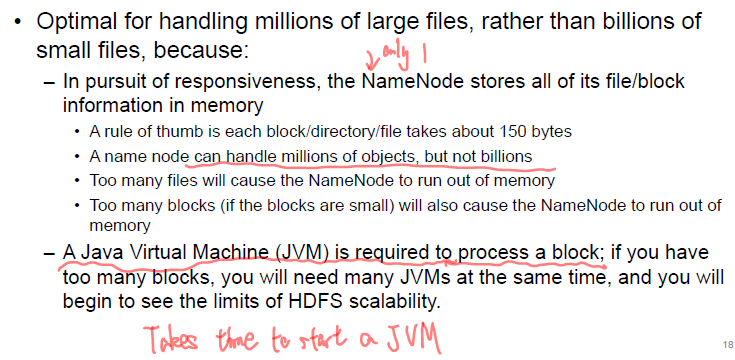 • Optimal for handling millions of large files, rather than billions of
small files, because:
only 1
– In pursuit of responsiveness, the NameNode stores all of its file/block
information in memory
• A rule of thumb is each block/directory/file takes about 150 bytes
• A name node can handle millions of objects, but not billions
• Too many files will cause the NameNode to run out of memory
• Too many blocks (if the blocks are small) will also cause the NameNode to run out of
memory
– A Java Virtual Machine (JVM) is required to process a block; if you have
too many blocks, you will need many JVMs at the same time, and you will
begin to see the limits of HDFS scalability.
Takes time to start a JVM
18